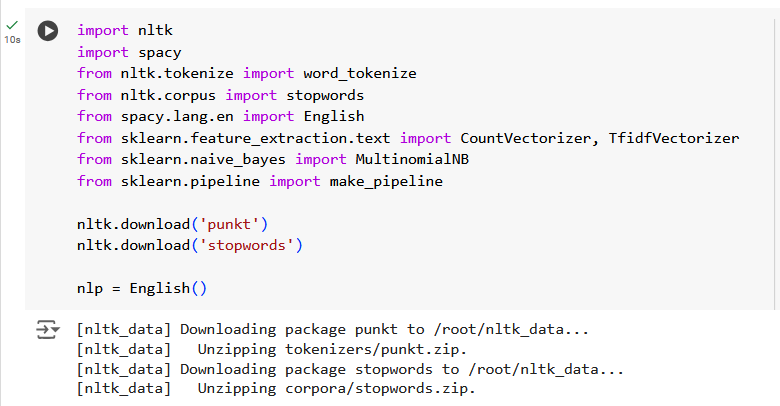 import nltk
10s
import spacy
from nltk.tokenize import word_tokenize
from nltk.corpus import stopwords
from spacy.lang.en import English
from sklearn.feature_extraction.text import CountVectorizer, TfidfVectorizer
from sklearn.naive_bayes import MultinomialNB
from sklearn.pipeline import make_pipeline
nltk.download('punkt')
nltk.download('stopwords')
nlp = English()
[nltk_data] Downloading package punkt to /root/nltk_data...
[nltk_data]   Unzipping tokenizers/punkt.zip.
[nltk_data] Downloading package stopwords to /root/nltk_data...
[nltk_data]   Unzipping corpora/stopwords.zip.